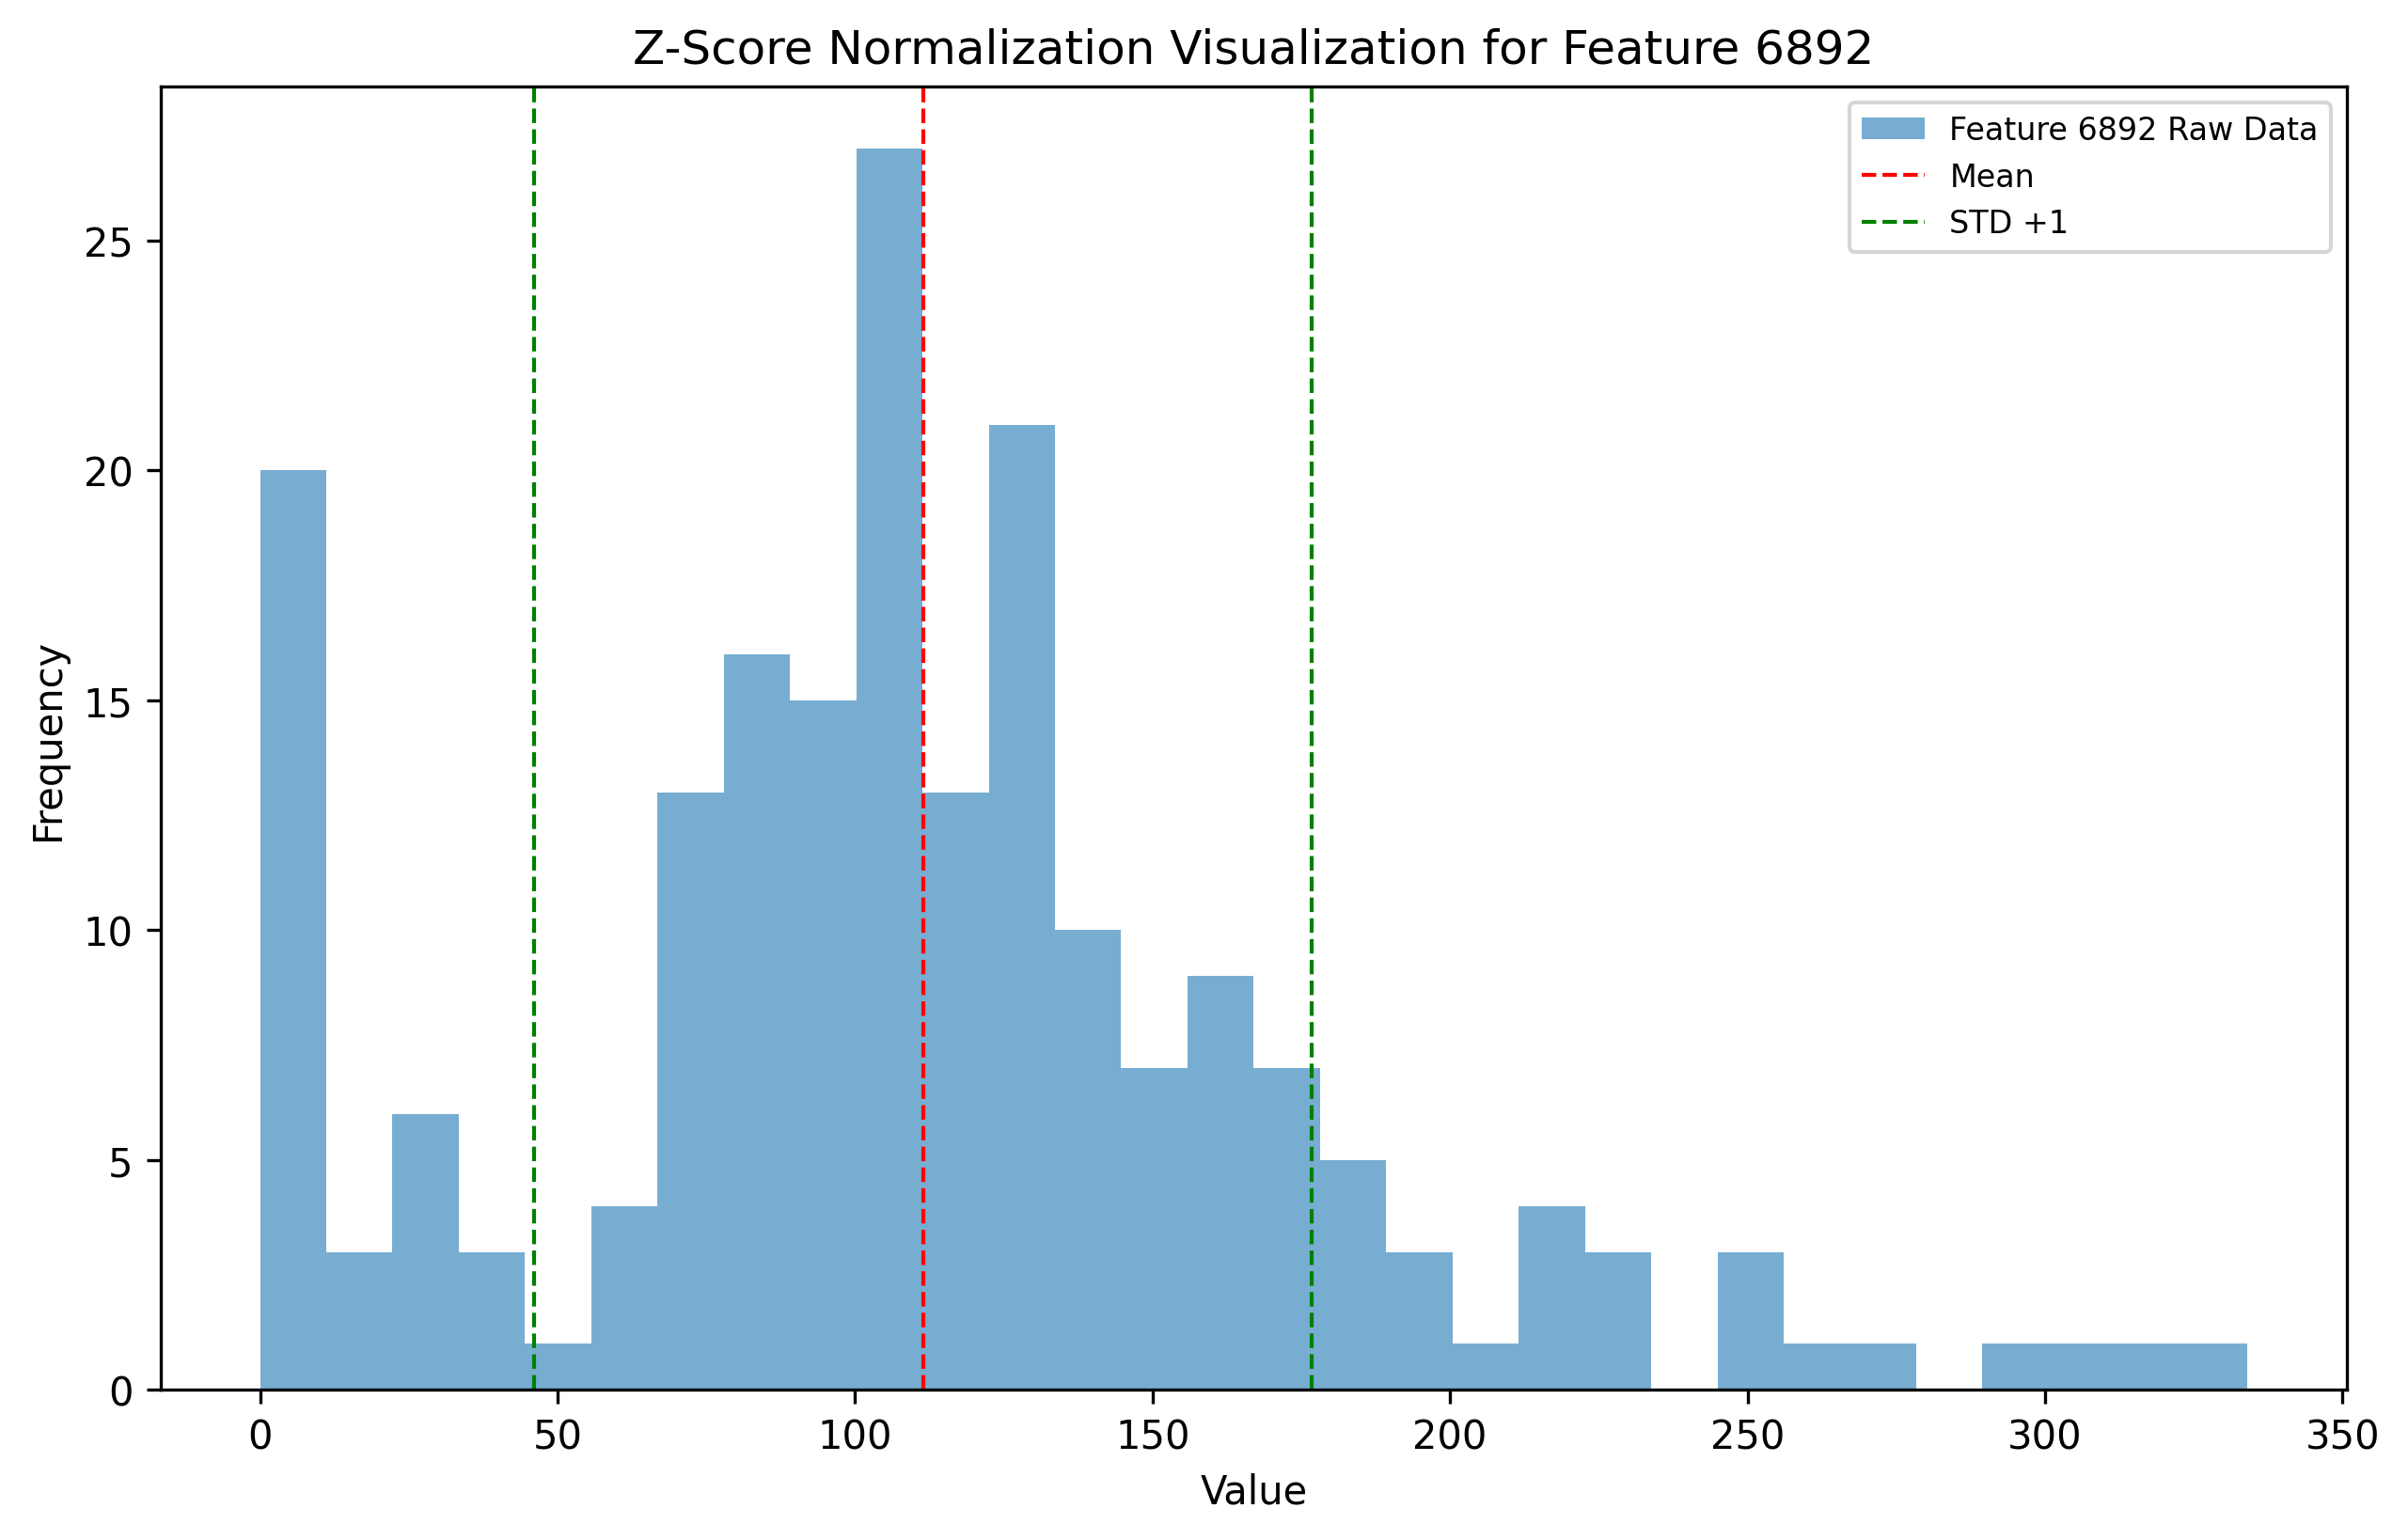 Z-Score Normalization Visualization for Feature 6892
Feature 6892 Raw Data
Mean
STD +1
25
20
15
10
5
0
Frequency
0 50 100 150 200 250 300 350
Value